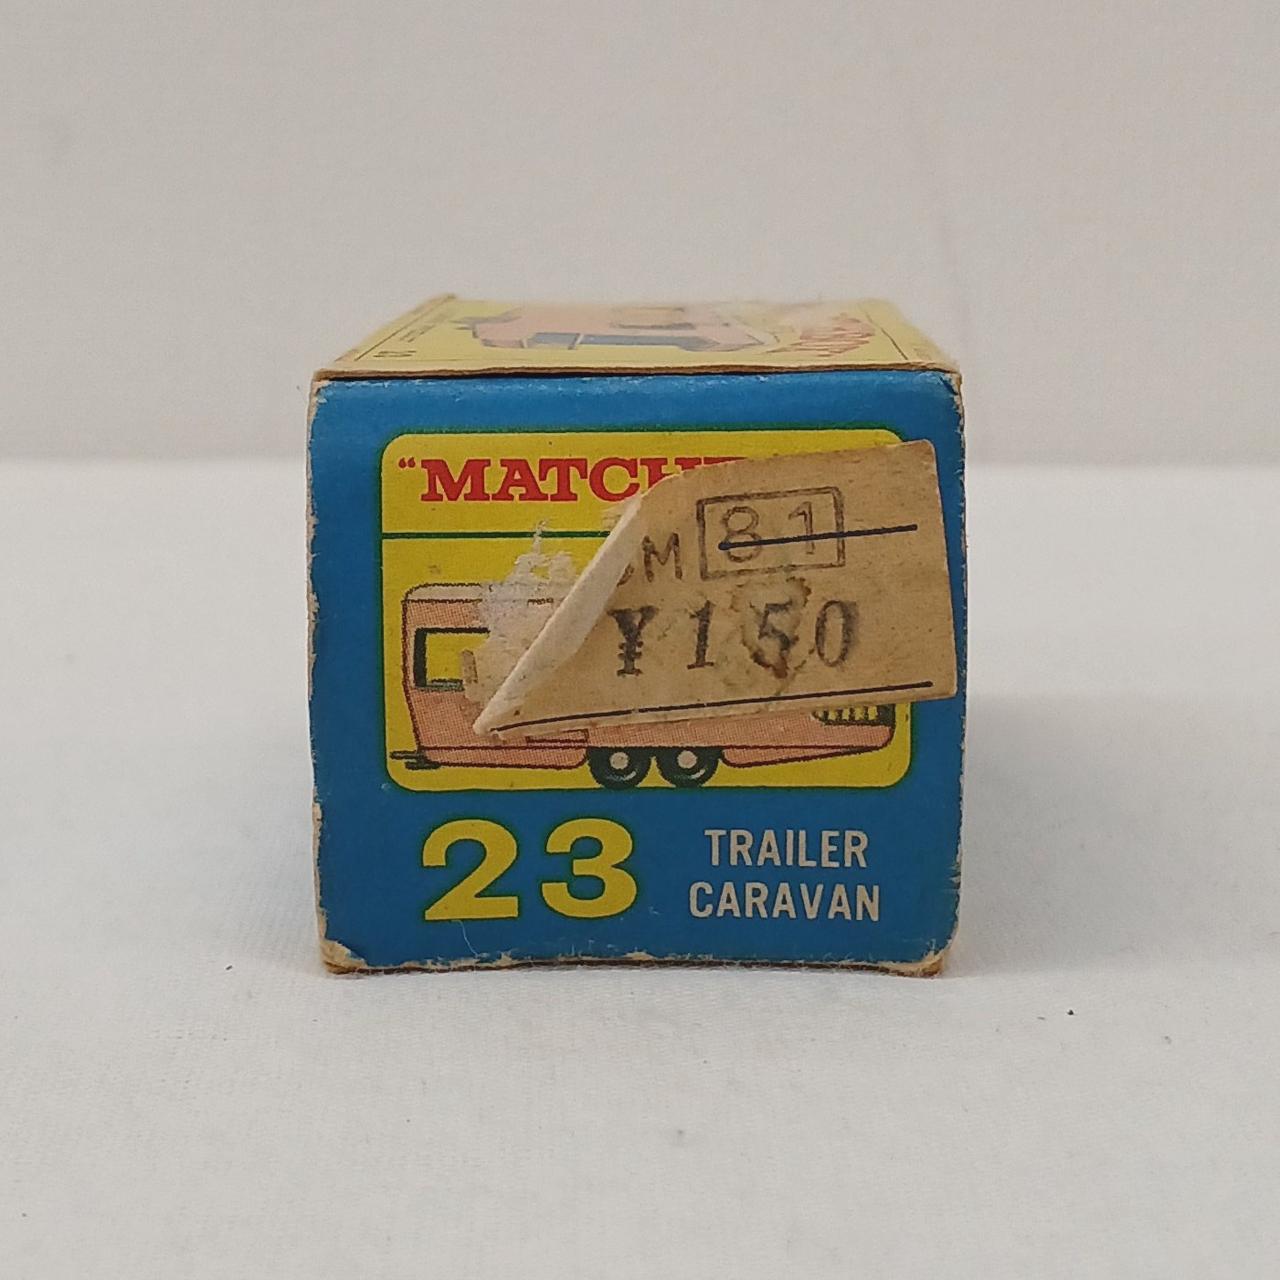 “MATCH
M 81
¥150
23 TRAILER
CARAVAN